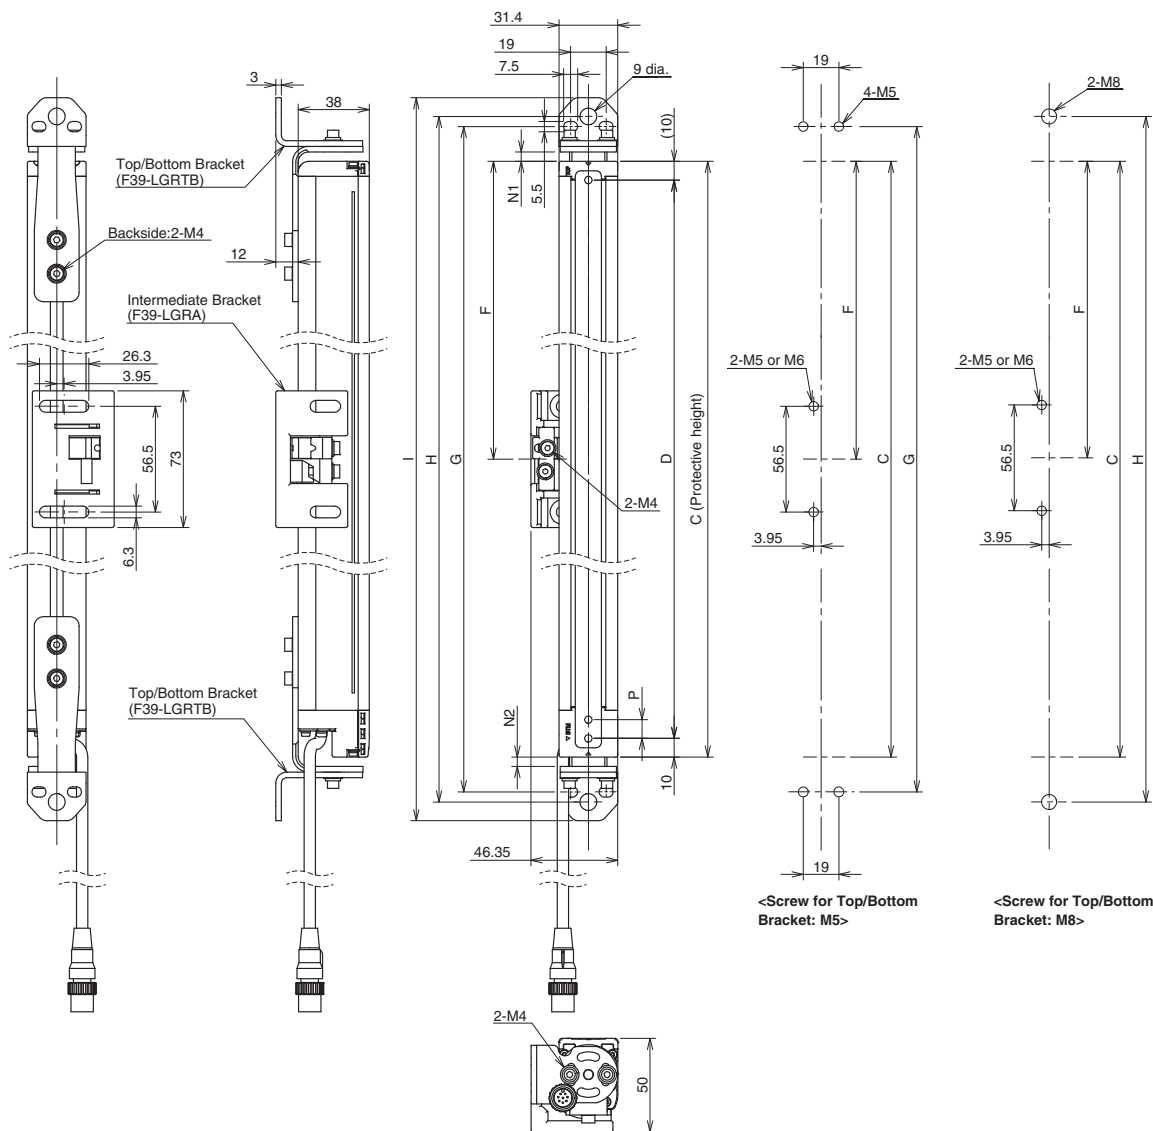 31.4
19
7.5
9 dia.
3
38
(10)
Top/Bottom Bracket
(F39-LGRTB)
N1
5.5
TOP
Backside:2-M4
12
Intermediate Bracket
(F39-LGRA)
F
26.3
3.95
56.5
73
6.3
I
H
G
D
C (Protective height)
2-M4
Top/Bottom Bracket
(F39-LGRTB)
N2
P
10
46.35
19
4-M5
F
2-M5 or M6
56.5
C
G
3.95
19
<Screw for Top/Bottom
Bracket: M5>
2-M8
F
2-M5 or M6
56.5
C
H
3.95
<Screw for Top/Bottom
Bracket: M8>
2-M4
50